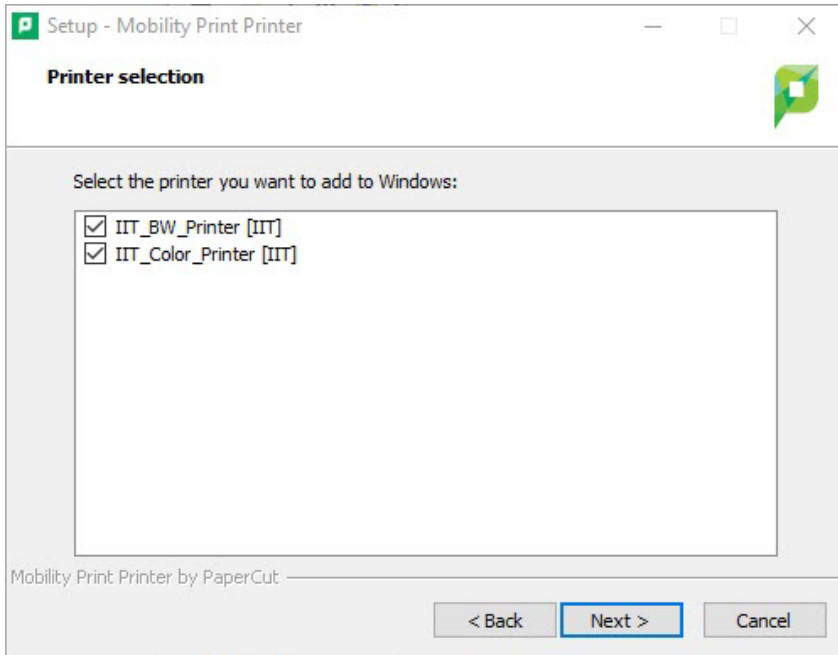 Setup - Mobility Print Printer
Printer selection
Select the printer you want to add to Windows:
IIT_BW_Printer [IIT]
IIT_Color_Printer [IIT]
Mobility Print Printer by PaperCut
< Back
Next >
Cancel